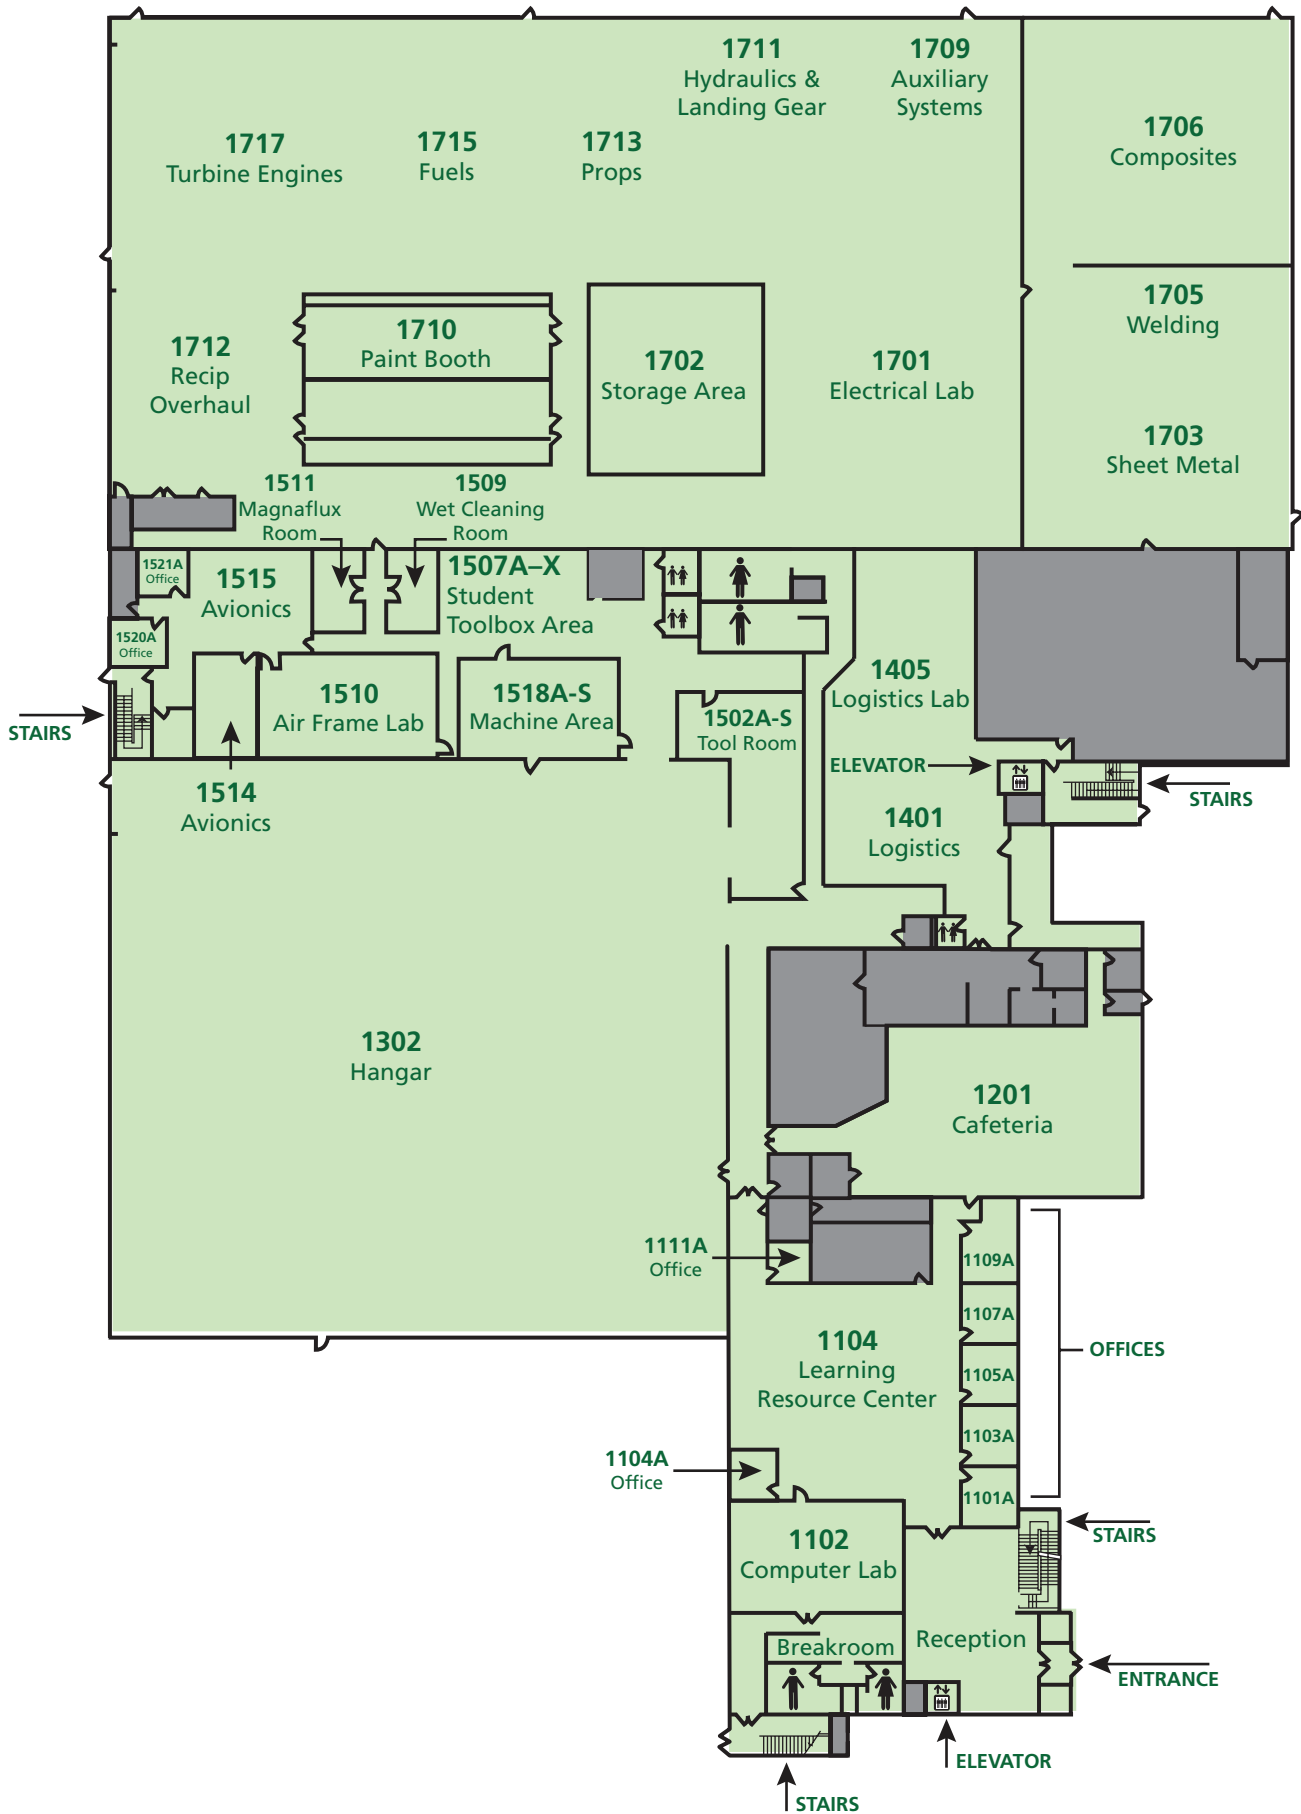 1711
Hydraulics &
Landing Gear
1709
Auxiliary
Systems
1717
Turbine Engines
1715
Fuels
1713
Props
1706
Composites
1705
Welding
1710
Paint Booth
1712
Recip
Overhaul
1702
Storage Area
1701
Electrical Lab
1703
Sheet Metal
1511
Magnaflux
Room
1509
Wet Cleaning
Room
1521A
Office
1515
Avionics
1507A–X
Student
Toolbox Area
1520A
Office
1510
Air Frame Lab
1518A-S
Machine Area
1502A-S
Tool Room
1405
Logistics Lab
STAIRS
ELEVATOR
STAIRS
1514
Avionics
1401
Logistics
1302
Hangar
1201
Cafeteria
1111A
Office
1109A
1107A
1104
Learning
Resource Center
OFFICES
1105A
1103A
1104A
Office
1101A
STAIRS
1102
Computer Lab
Breakroom
Reception
ENTRANCE
ELEVATOR
STAIRS